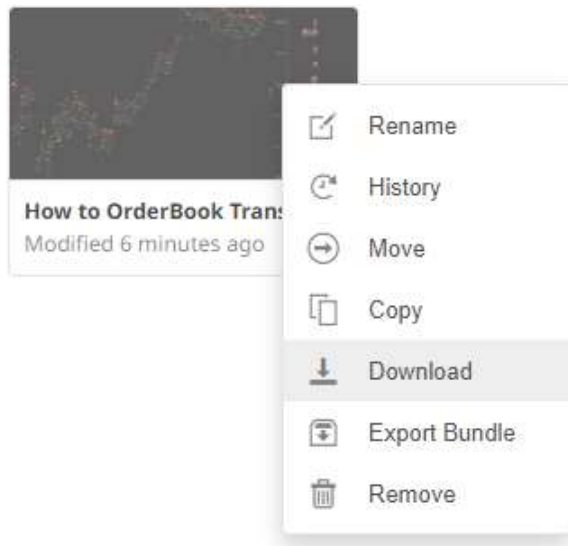 How to OrderBook Trans
Modified 6 minutes ago
Rename
History
Move
Copy
Download
Export Bundle
Remove